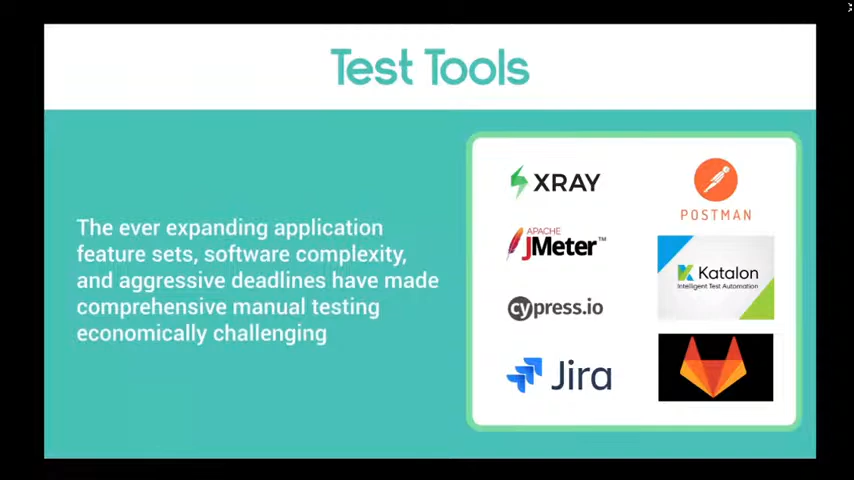 Test Tools
The ever expanding application
feature sets, software complexity,
and aggressive deadlines have made
comprehensive manual testing
economically challenging
XRAY
POSTMAN
APACHE
JMeter™
Katalon
Intelligent Test Automation
cypress.io
Jira